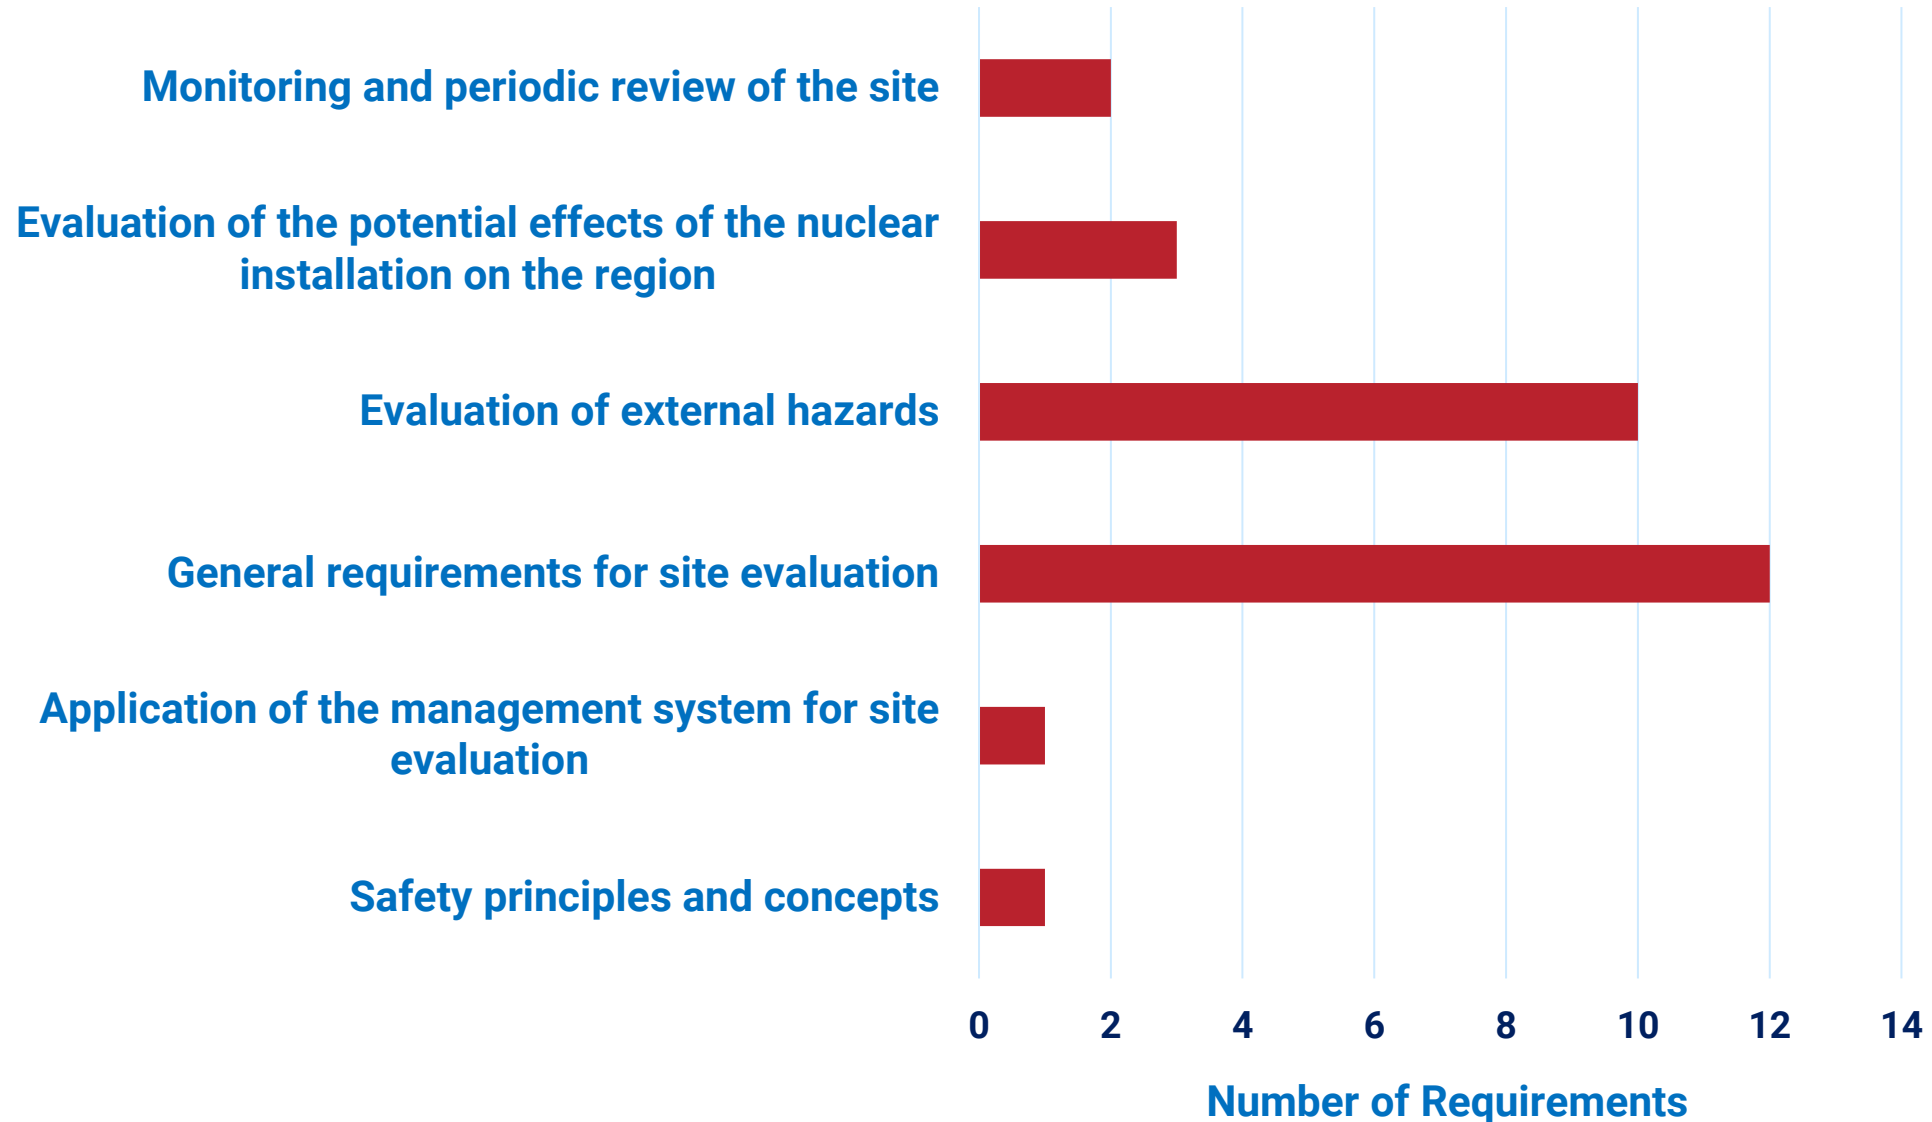 Monitoring and periodic review of the site
Evaluation of the potential effects of the nuclear
installation on the region
Evaluation of external hazards
General requirements for site evaluation
Application of the management system for site
evaluation
Safety principles and concepts
0 2 4 6 8 10 12 14
Number of Requirements